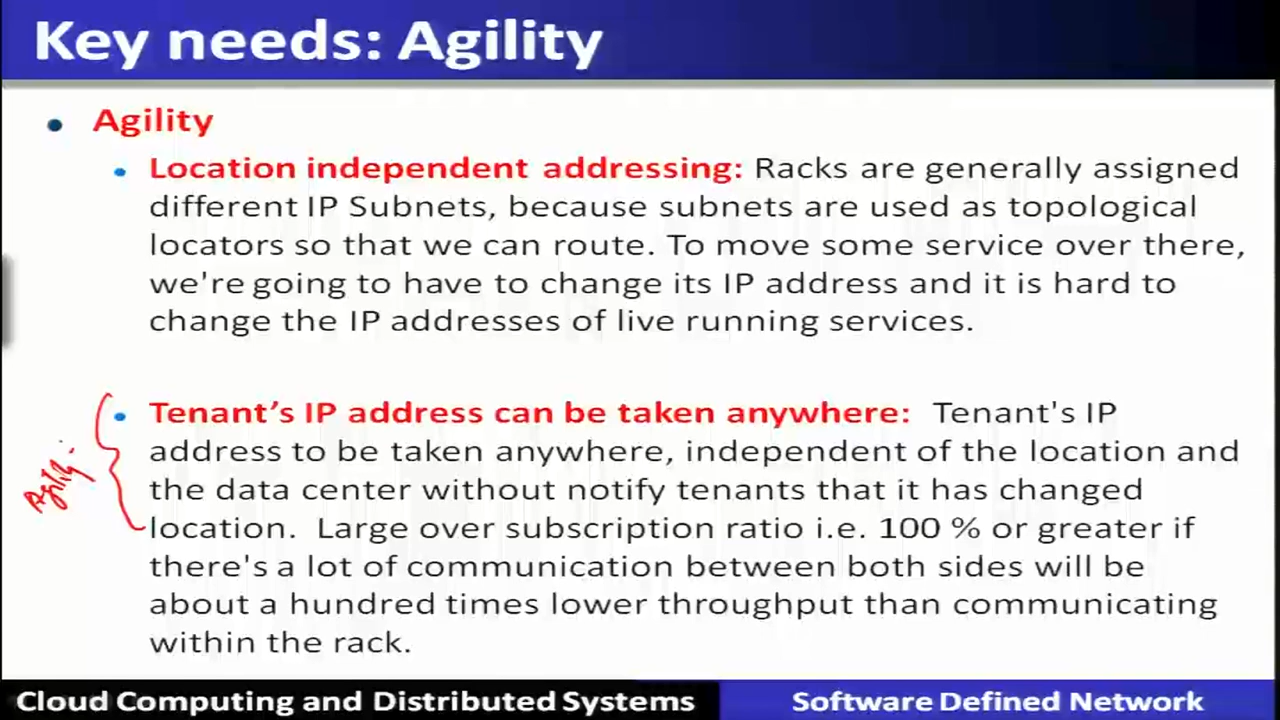 Key needs: Agility
Agility
Location independent addressing: Racks are generally assigned
different IP Subnets, because subnets are used as topological
locators so that we can route. To move some service over there,
we're going to have to change its IP address and it is hard to
change the IP addresses of live running services.
Tenant's IP address can be taken anywhere: Tenant's IP
address to be taken anywhere, independent of the location and
the data center without notify tenants that it has changed
location. Large over subscription ratio i.e. 100 % or greater if
there's a lot of communication between both sides will be
about a hundred times lower throughput than communicating
within the rack.
Agility
Cloud Computing and Distributed Systems
Software Defined Network